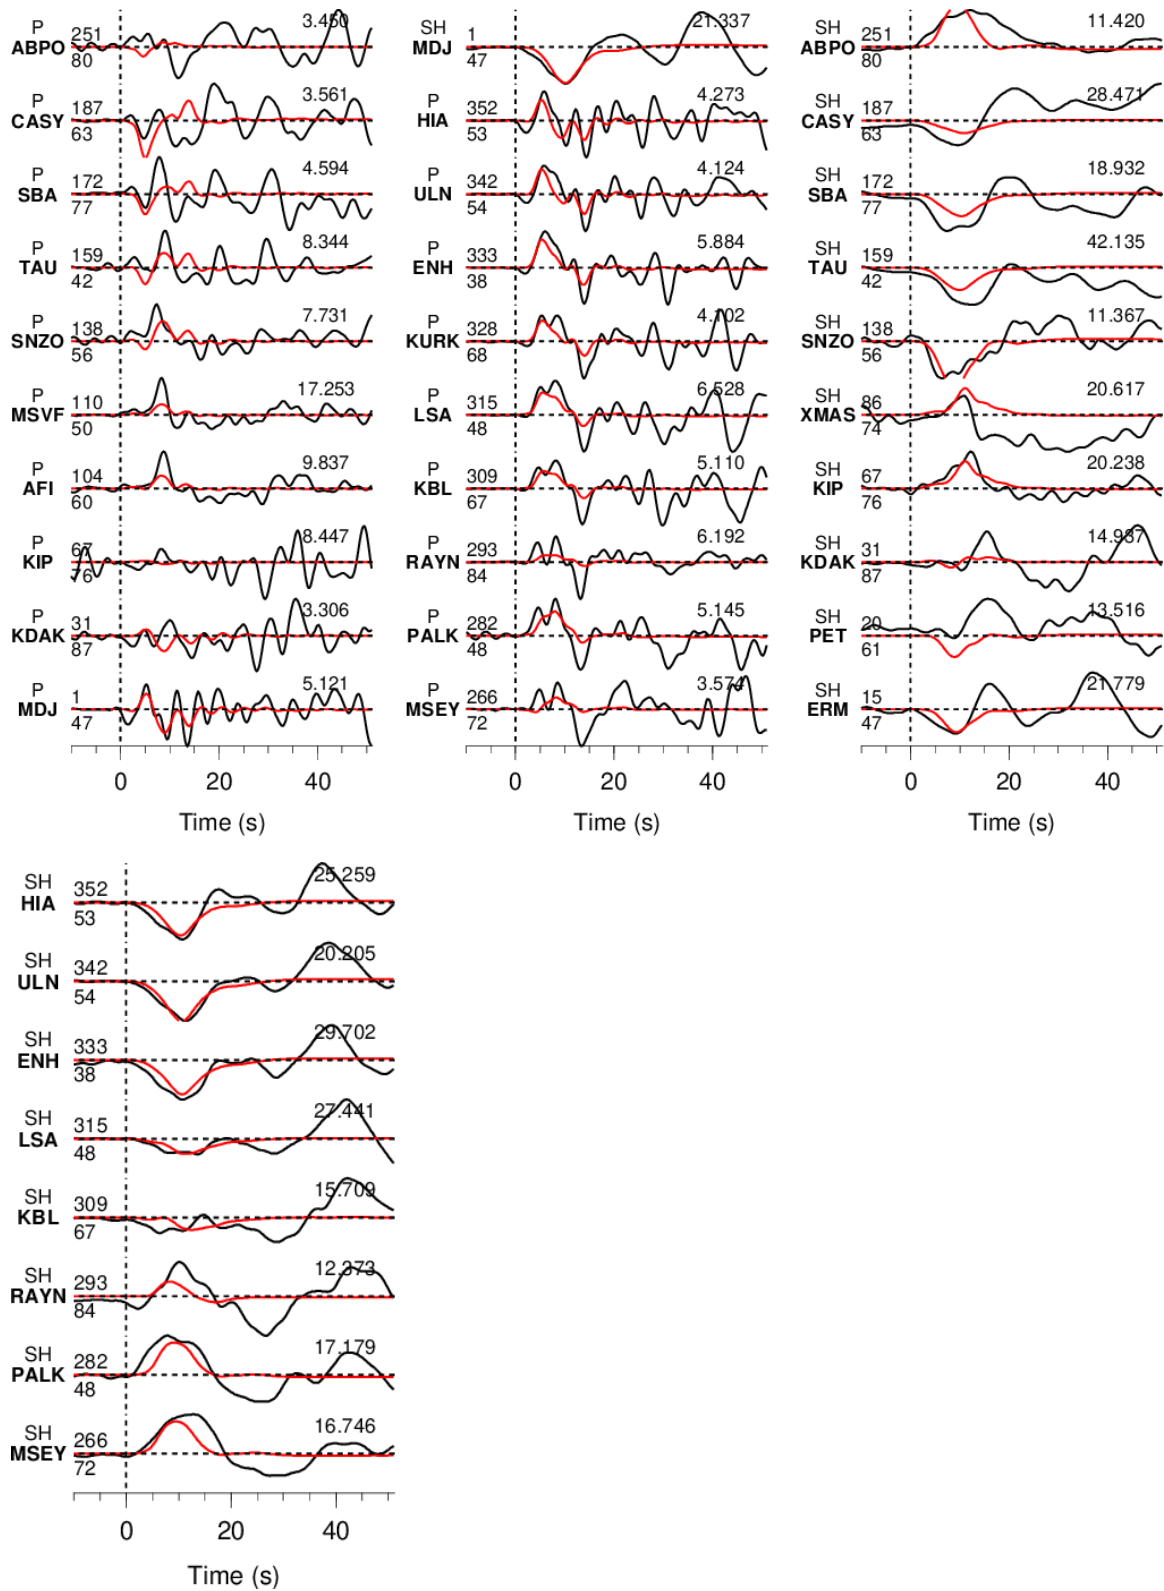 P
ABPO
251
80
3.450
P
CASY
187
63
3.561
P
SBA
172
77
4.594
P
TAU
159
42
8.344
P
SNZO
138
56
7.731
P
MSVF
110
50
17.253
P
AFI
104
60
9.837
P
KIP
67
76
8.447
P
KDAK
31
87
3.306
P
MDJ
1
47
5.121
0
20
40
Time (s)
SH
MDJ
1
47
21.337
P
HIA
352
53
4.273
P
ULN
342
54
4.124
P
ENH
333
38
5.884
P
KURK
328
68
4.102
P
LSA
315
48
6.528
P
KBL
309
67
5.110
P
RAYN
293
84
6.192
P
PALK
282
48
5.145
P
MSEY
266
72
3.574
0
20
40
Time (s)
SH
ABPO
251
80
11.420
SH
CASY
187
63
28.471
SH
SBA
172
77
18.932
SH
TAU
159
42
42.135
SH
SNZO
138
56
11.367
SH
XMAS
86
74
20.617
SH
KIP
67
76
20.238
SH
KDAK
31
87
14.987
SH
PET
20
61
13.516
SH
ERM
15
47
21.779
0
20
40
Time (s)
SH
HIA
352
53
25.259
SH
ULN
342
54
20.205
SH
ENH
333
38
29.702
SH
LSA
315
48
27.441
SH
KBL
309
67
15.709
SH
RAYN
293
84
12.373
SH
PALK
282
48
17.179
SH
MSEY
266
72
16.746
0
20
40
Time (s)